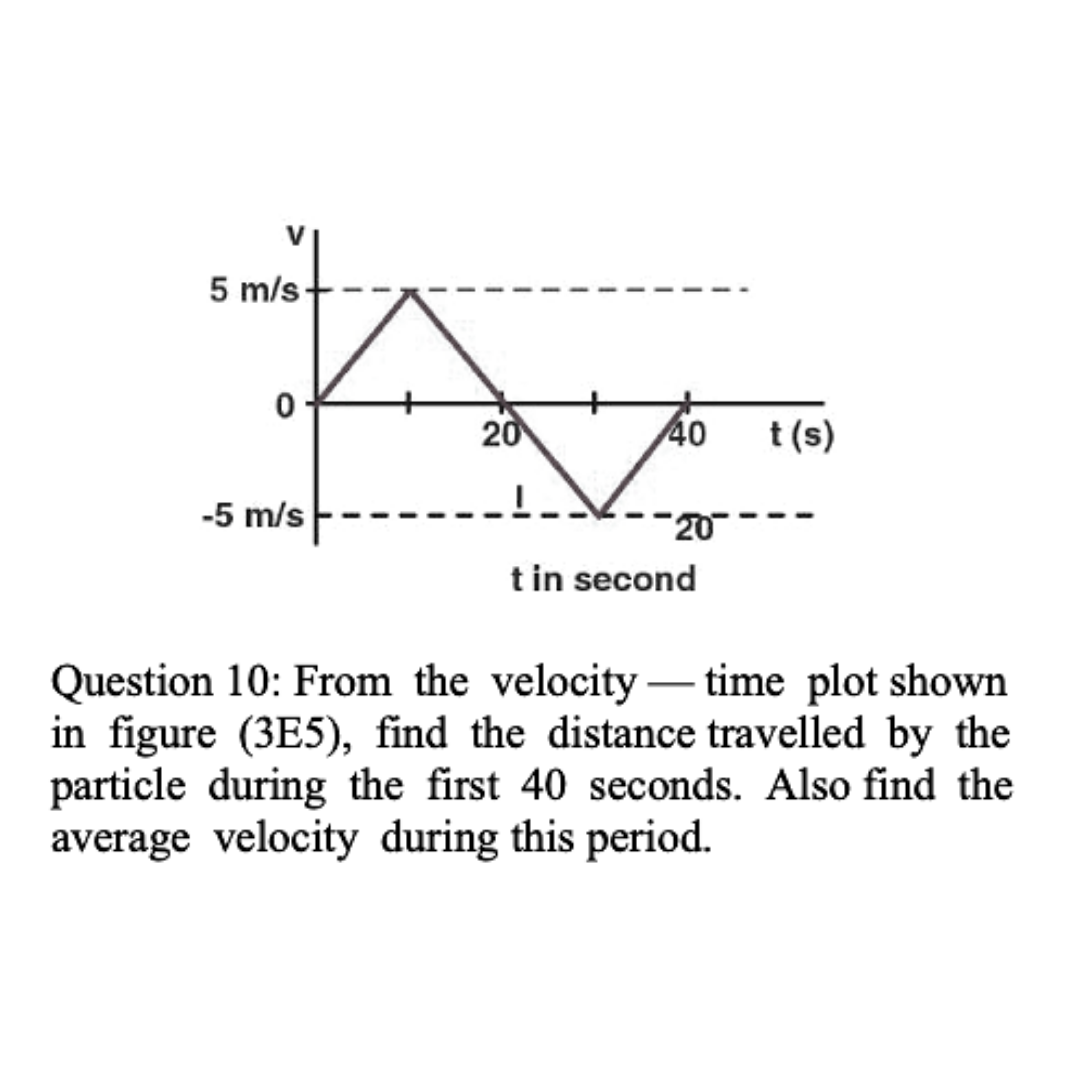 v
5 m/s
0
20
40
t (s)
-5 m/s
20
t in second
Question 10: From the velocity — time plot shown
in figure (3E5), find the distance travelled by the
particle during the first 40 seconds. Also find the
average velocity during this period.